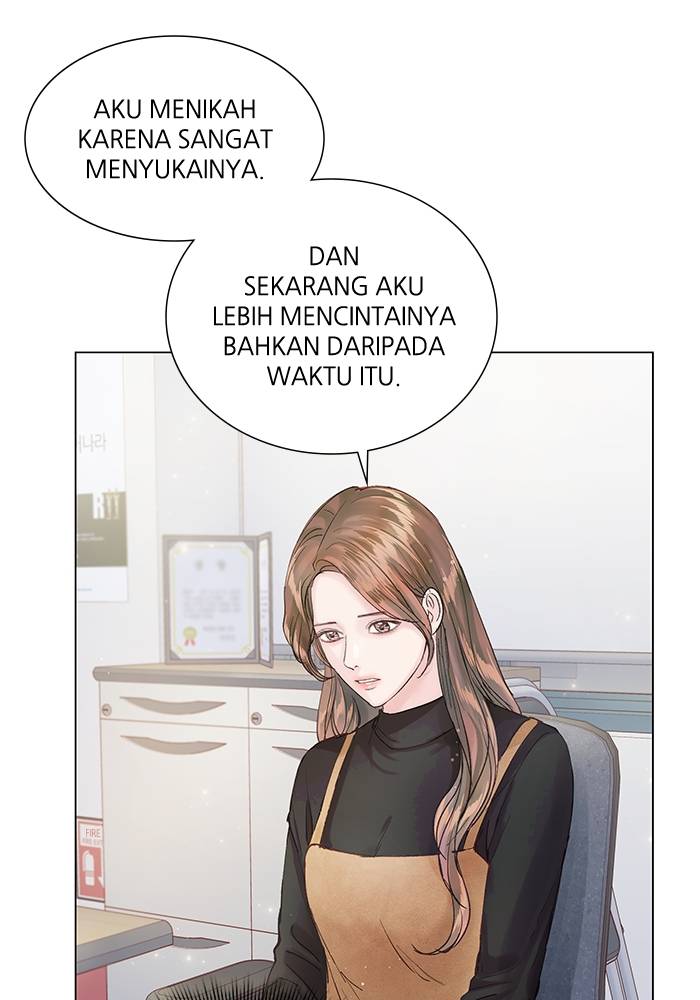 AKU MENIKAH
KARENA SANGAT
MENYUKAINYA.
DAN
SEKARANG AKU
LEBIH MENCINTAINYA
BAHKAN DARIPADA
WAKTU ITU.
FIRE